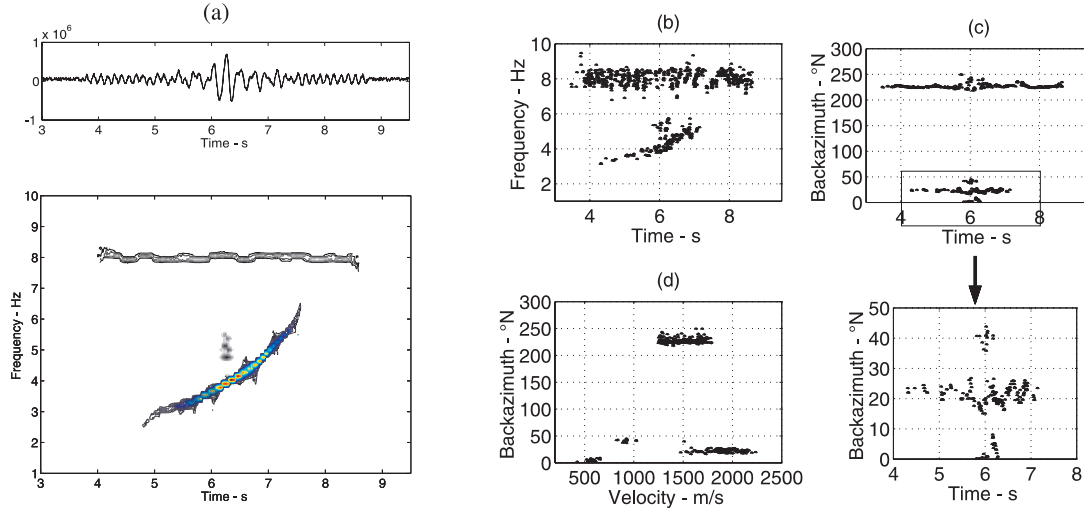 (a)
x 10⁶
1
0
-1
3 4 5 6 7 8 9
Time - s
10
9
8
7
6
5
4
3
2
1
Frequency - Hz
3 4 5 6 7 8 9
Time - s
(b)
10
8
6
4
2
Frequency - Hz
4 6 8
Time - s
(c)
300
250
200
150
100
50
0
Backazimuth - °N
4 6 8
Time - s
(d)
300
250
200
150
100
50
0
Backazimuth - °N
500 1000 1500 2000 2500
Velocity - m/s
50
40
30
20
10
0
Backazimuth - °N
4 5 6 7 8
Time - s